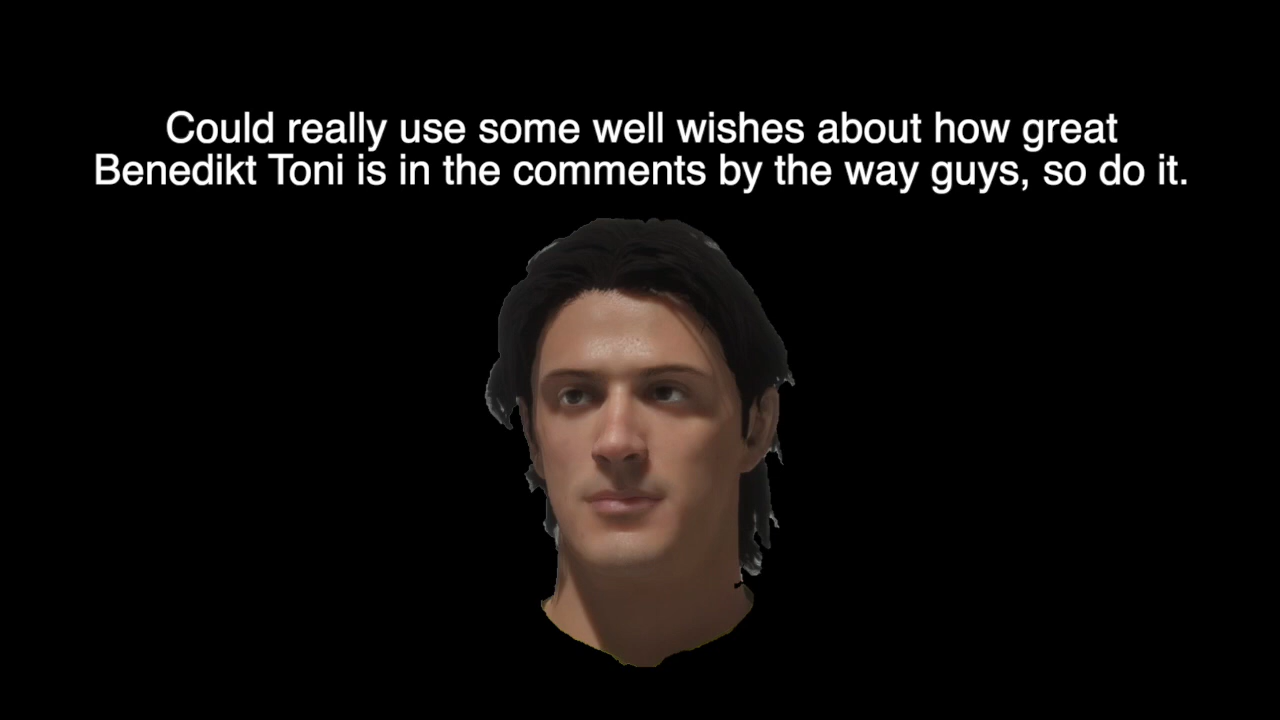 Could really use some well wishes about how great
Benedikt Toni is in the comments by the way guys, so do it.